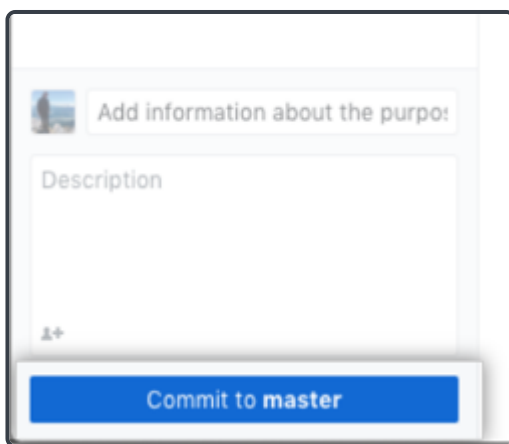 Add information about the purpos
Description
Commit to master